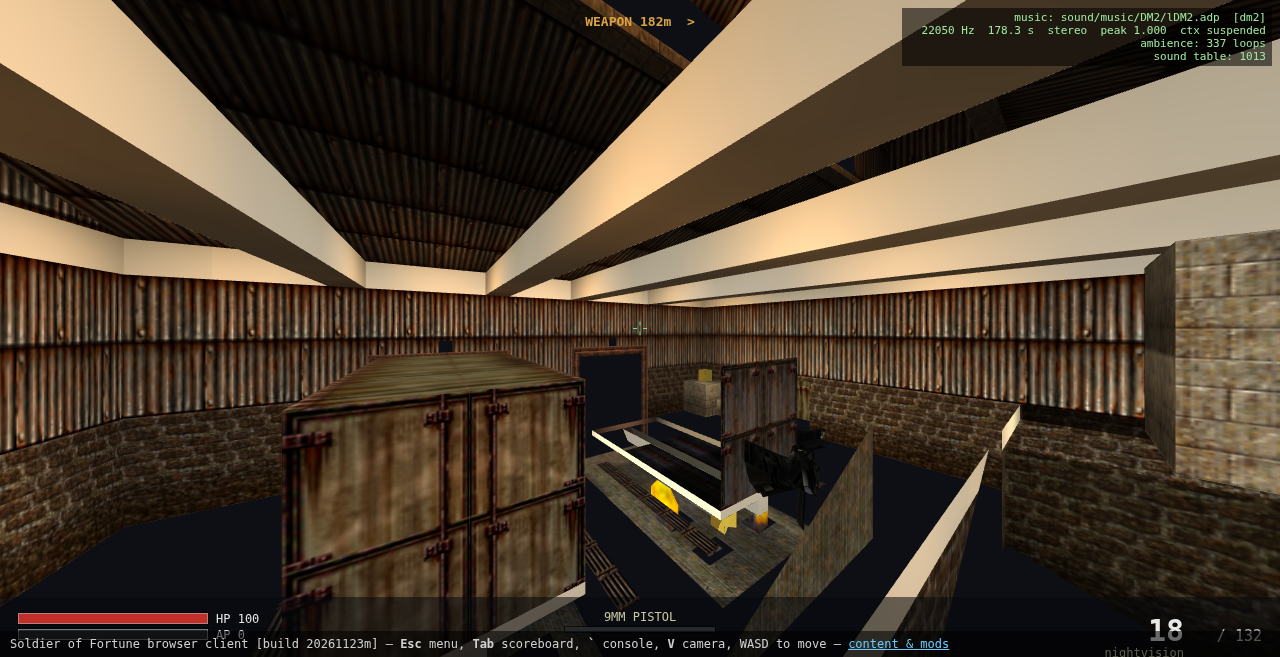 WEAPON 182m >
music: sound/music/DM2/lDM2.adp [dm2]
22050 Hz 178.3 s stereo peak 1.000 ctx suspended
ambience: 337 loops
sound table: 1013
9MM PISTOL
HP 100
AP 0
18 / 132
Soldier of Fortune browser client [build 20261123m] — Esc menu, Tab scoreboard, ` console, V camera, WASD to move — content & mods
nightvision